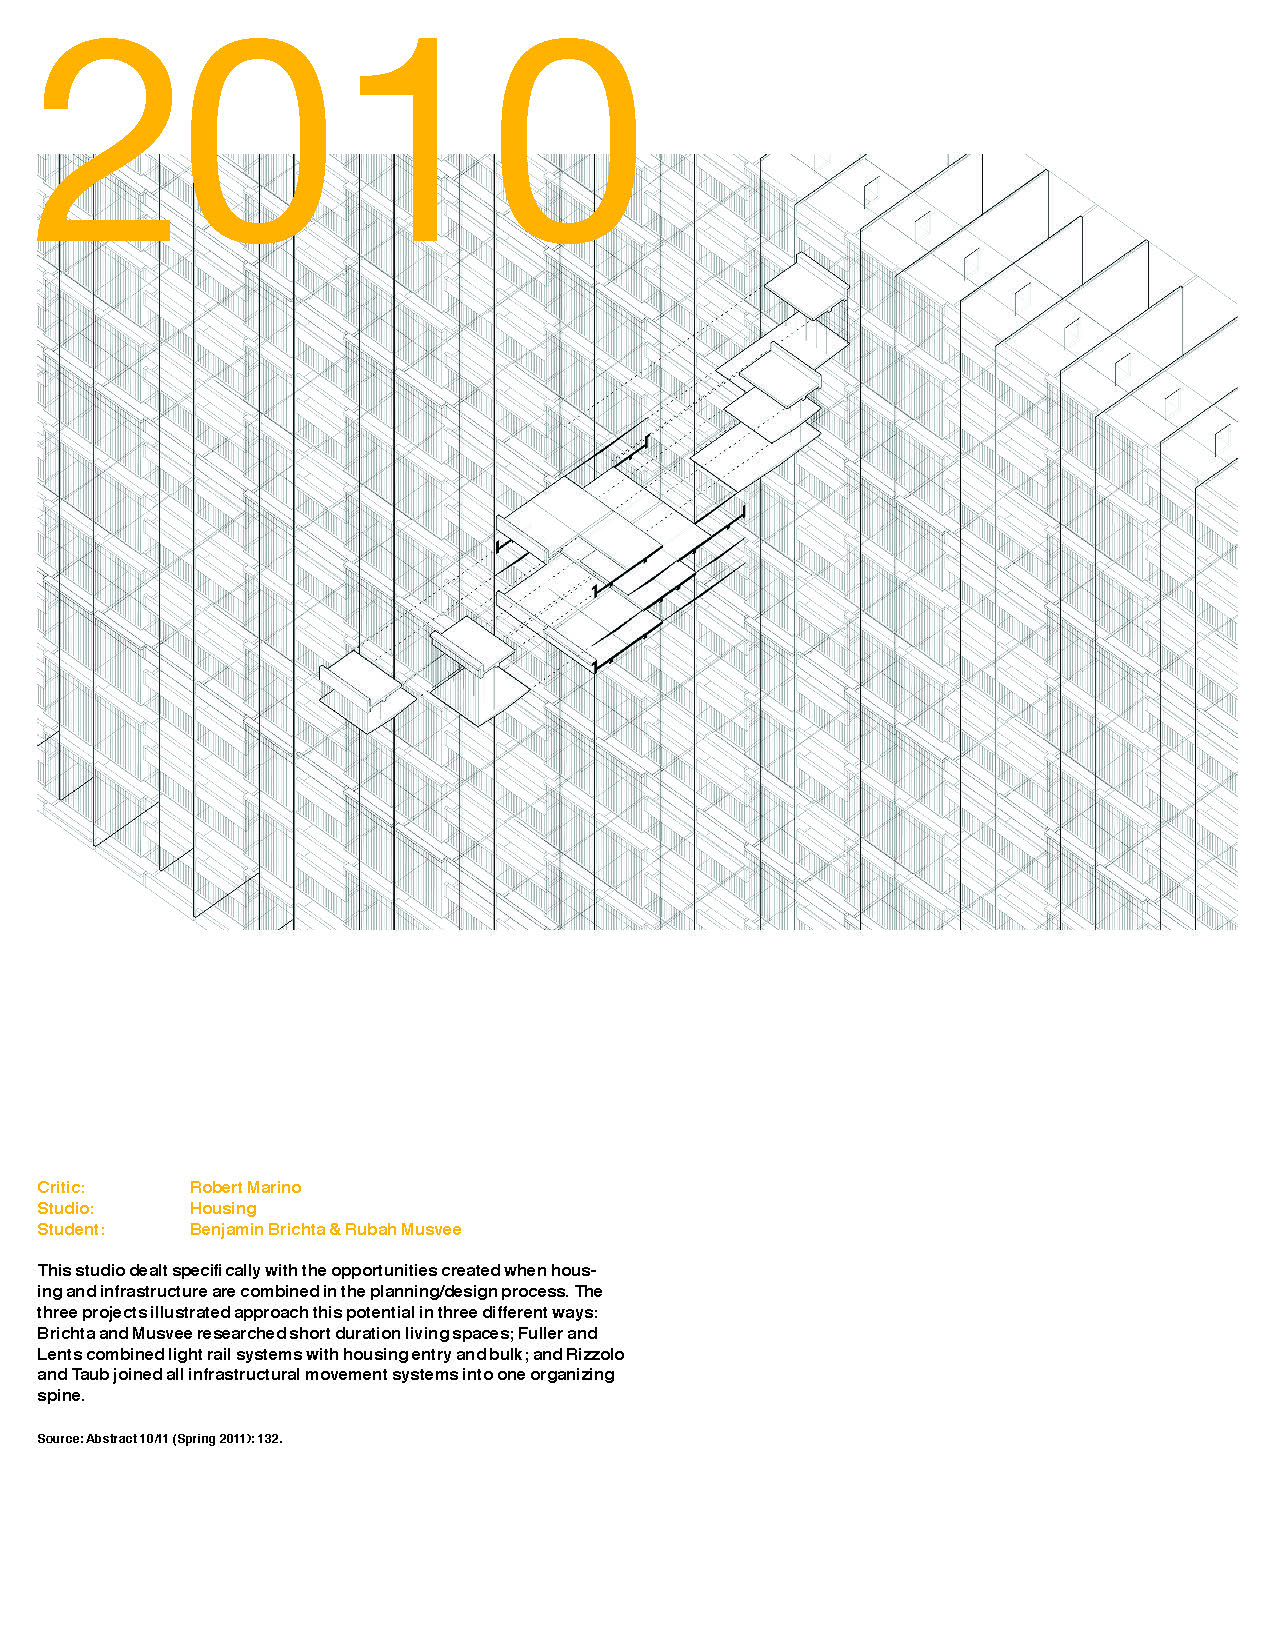 2010
Critic: Robert Marino
Studio: Housing
Student: Benjamin Brichta & Rubah Musvee
This studio dealt specifically with the opportunities created when hous-
ing and infrastructure are combined in the planning/design process. The
three projects illustrated approach this potential in three different ways:
Brichta and Musvee researched short duration living spaces; Fuller and
Lents combined light rail systems with housing entry and bulk; and Rizzolo
and Taub joined all infrastructural movement systems into one organizing
spine.
Source: Abstract 10/11 (Spring 2011): 132.